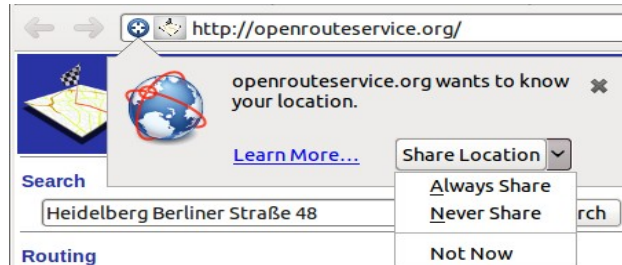 http://openrouteservice.org/
openrouteservice.org wants to know
your location.
Learn More...
Share Location
Always Share
Never Share
Not Now
Search
Heidelberg Berliner Straße 48
rch
Routing